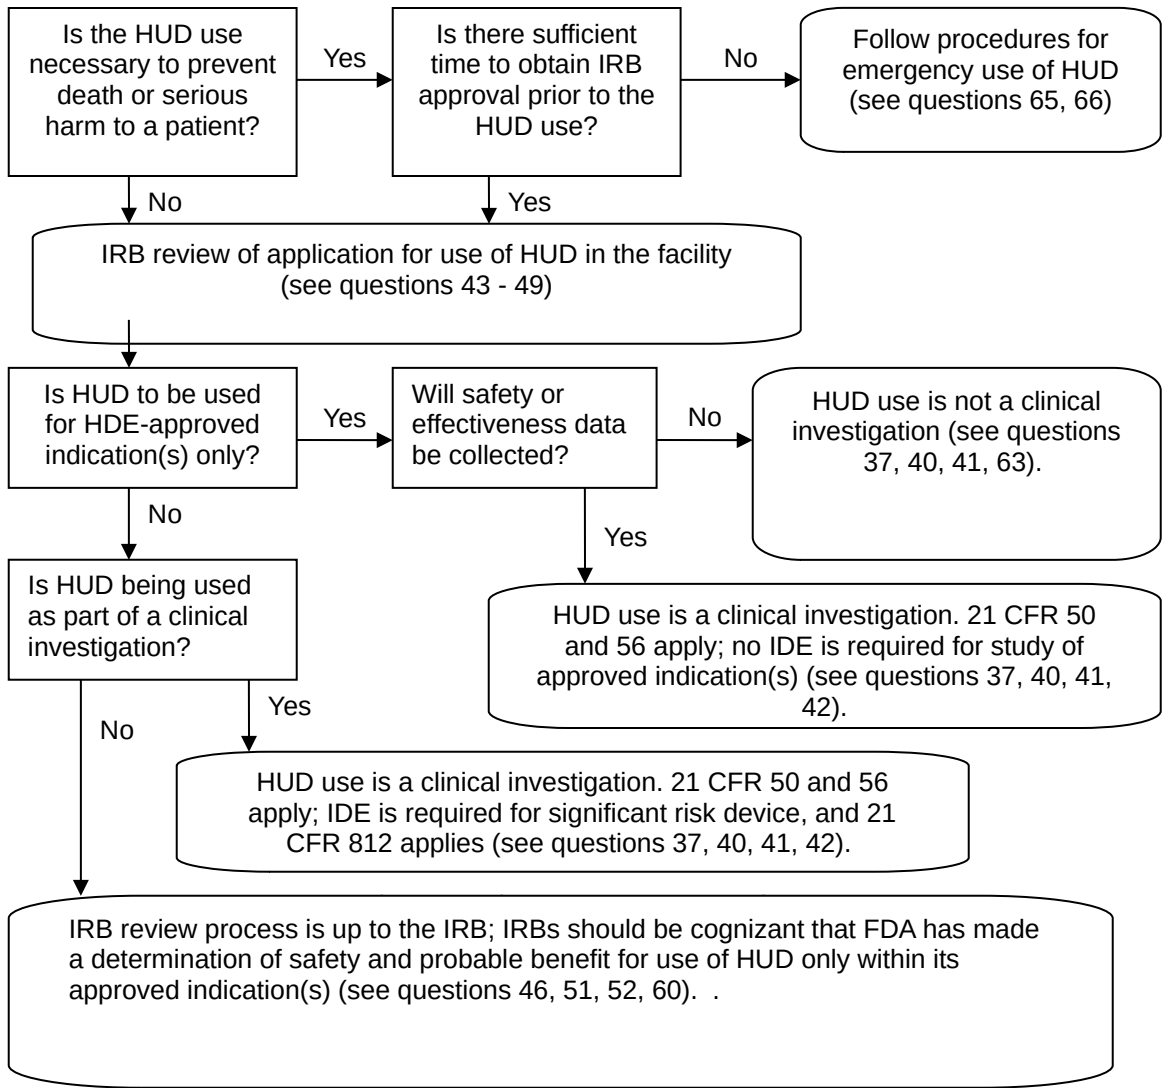 Is the HUD use
necessary to prevent
death or serious
harm to a patient?
Yes
Is there sufficient
time to obtain IRB
approval prior to the
HUD use?
No
Follow procedures for
emergency use of HUD
(see questions 65, 66)
No
Yes
IRB review of application for use of HUD in the facility
(see questions 43 - 49)
Is HUD to be used
for HDE-approved
indication(s) only?
Yes
Will safety or
effectiveness data
be collected?
No
HUD use is not a clinical
investigation (see questions
37, 40, 41, 63).
No
Yes
Is HUD being used
as part of a clinical
investigation?
HUD use is a clinical investigation. 21 CFR 50
and 56 apply; no IDE is required for study of
approved indication(s) (see questions 37, 40, 41,
42).
No
Yes
HUD use is a clinical investigation. 21 CFR 50 and 56
apply; IDE is required for significant risk device, and 21
CFR 812 applies (see questions 37, 40, 41, 42).
IRB review process is up to the IRB; IRBs should be cognizant that FDA has made
a determination of safety and probable benefit for use of HUD only within its
approved indication(s) (see questions 46, 51, 52, 60).  .